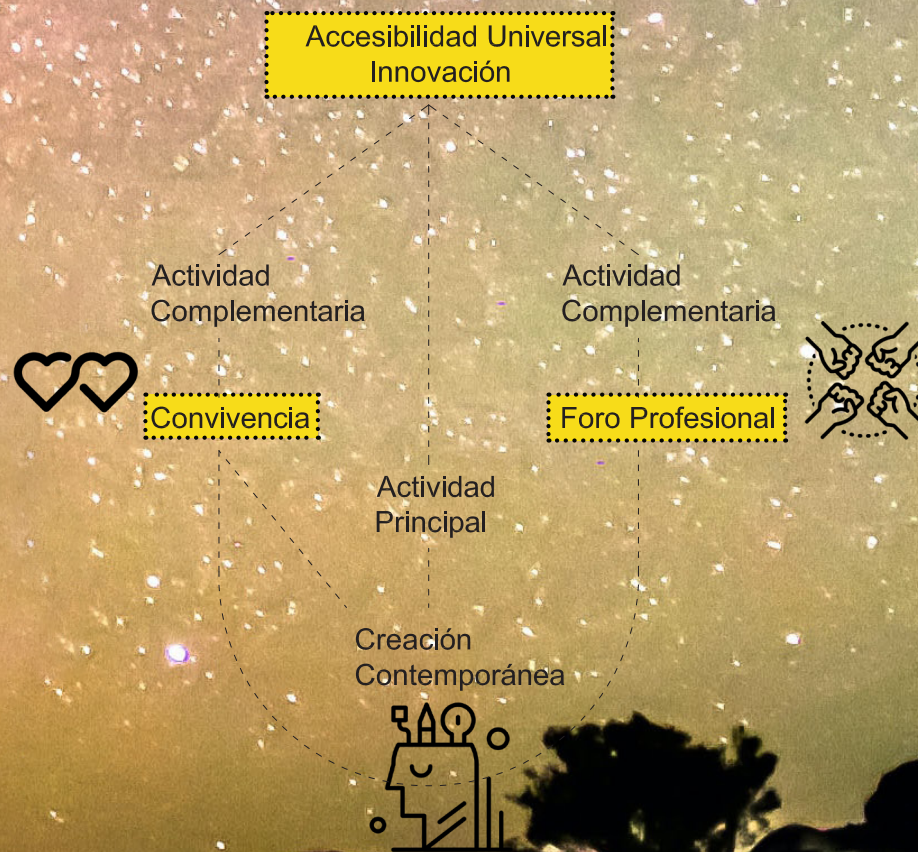 Accesibilidad Universal
Innovación
Actividad
Complementaria
Actividad
Complementaria
Convivencia
Foro Profesional
Actividad
Principal
Creación
Contemporánea